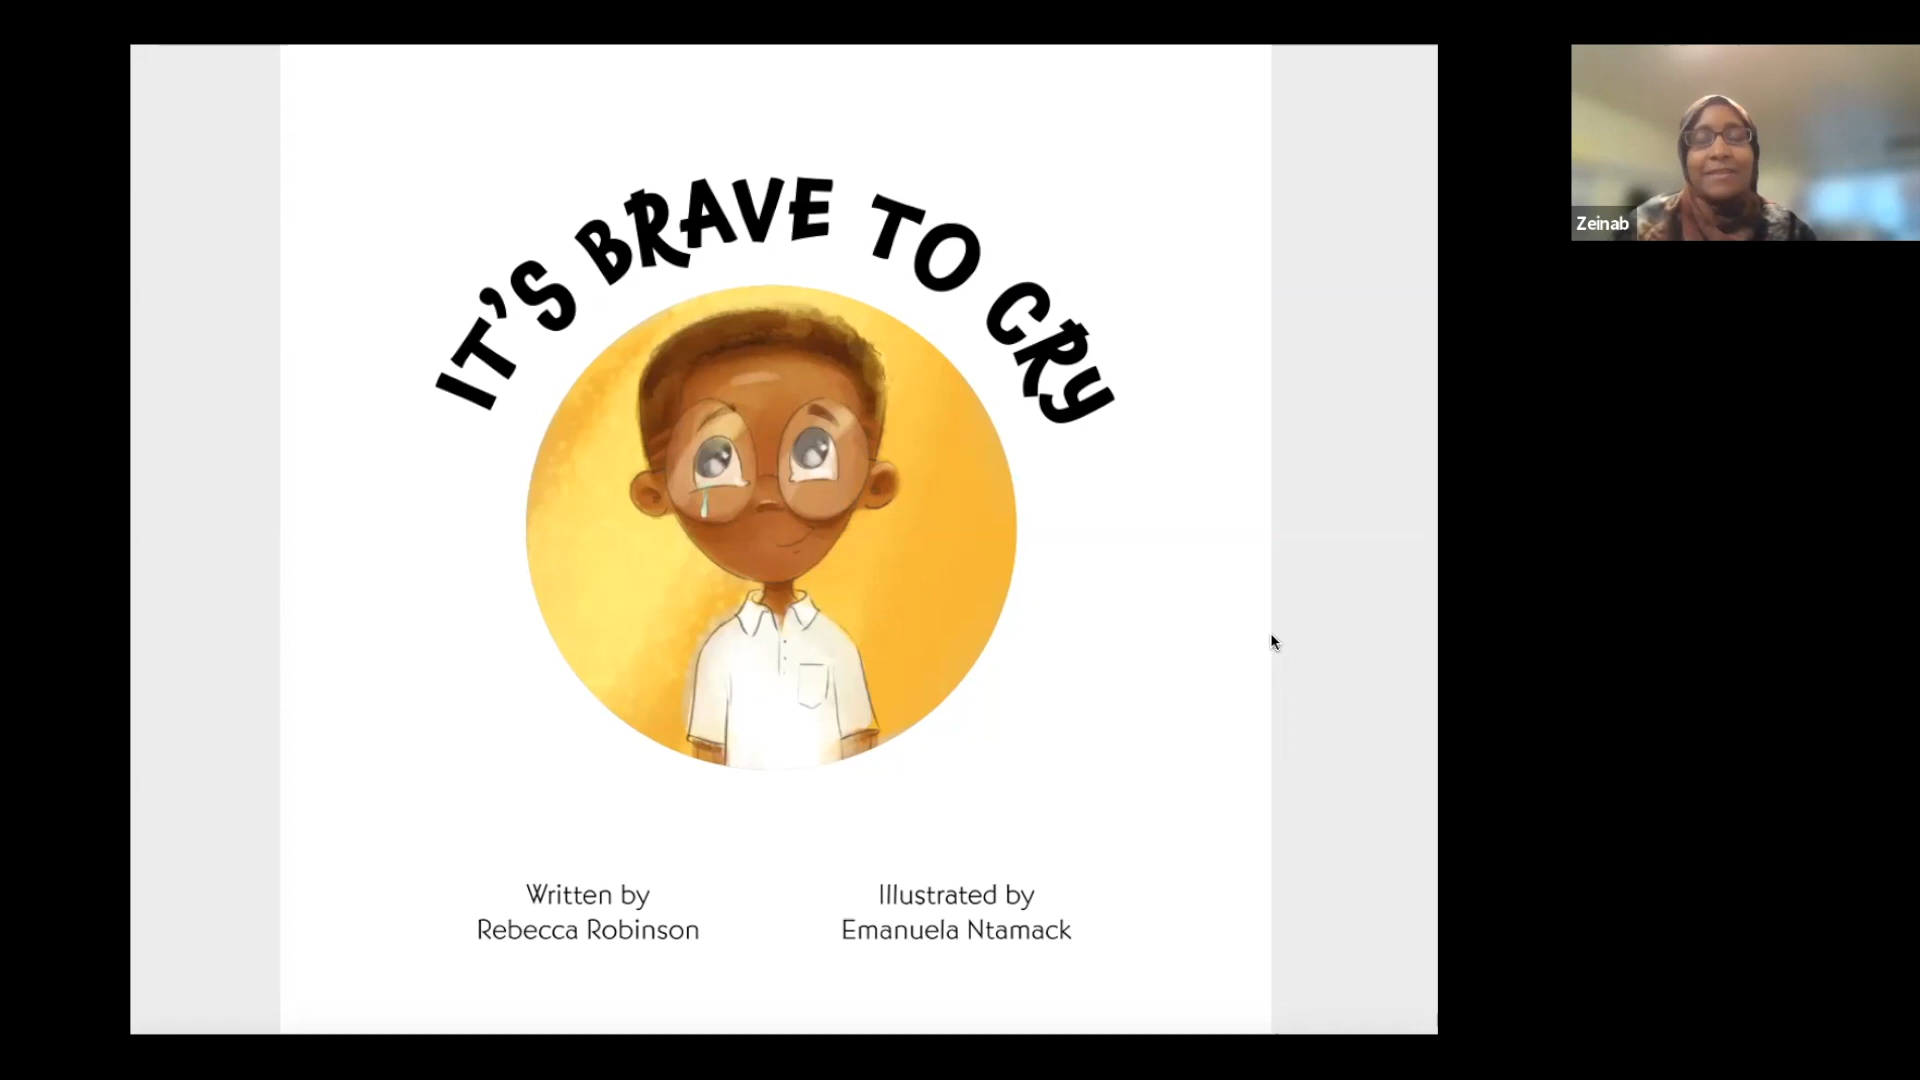 IT'S BRAVE TO CRY
Written by
Rebecca Robinson
Illustrated by
Emanuela Ntamack
Zeinab